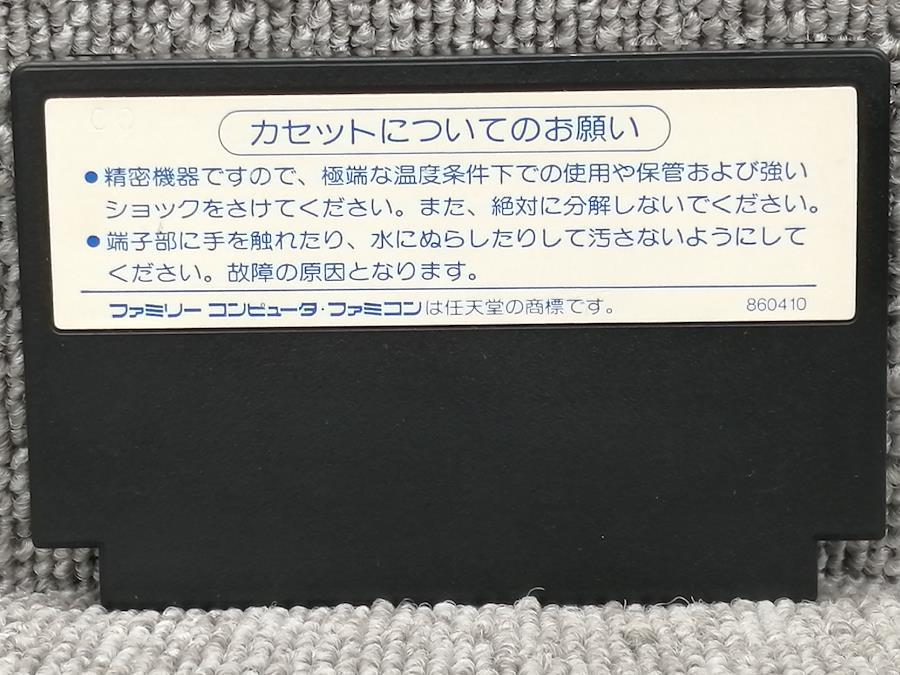 カセットについてのお願い
●精密機器ですので、極端な温度条件下での使用や保管および強い
ショックをさけてください。また、絶対に分解しないでください。
●端子部に手を触れたり、水にぬらしたりして汚さないようにして
ください。故障の原因となります。
ファミリーコンピュータ・ファミコンは任天堂の商標です。 860410